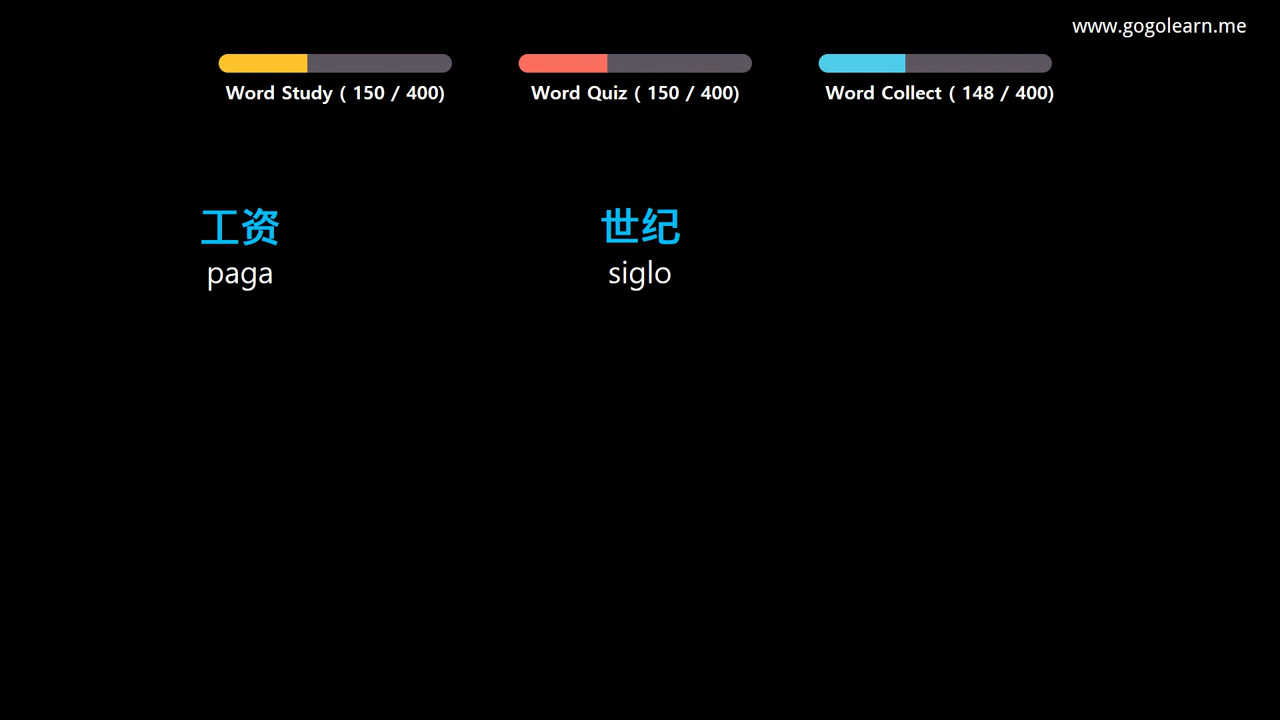 www.gogolearn.me
Word Study ( 150 / 400)
Word Quiz ( 150 / 400)
Word Collect ( 148 / 400)
工资
paga
世纪
siglo